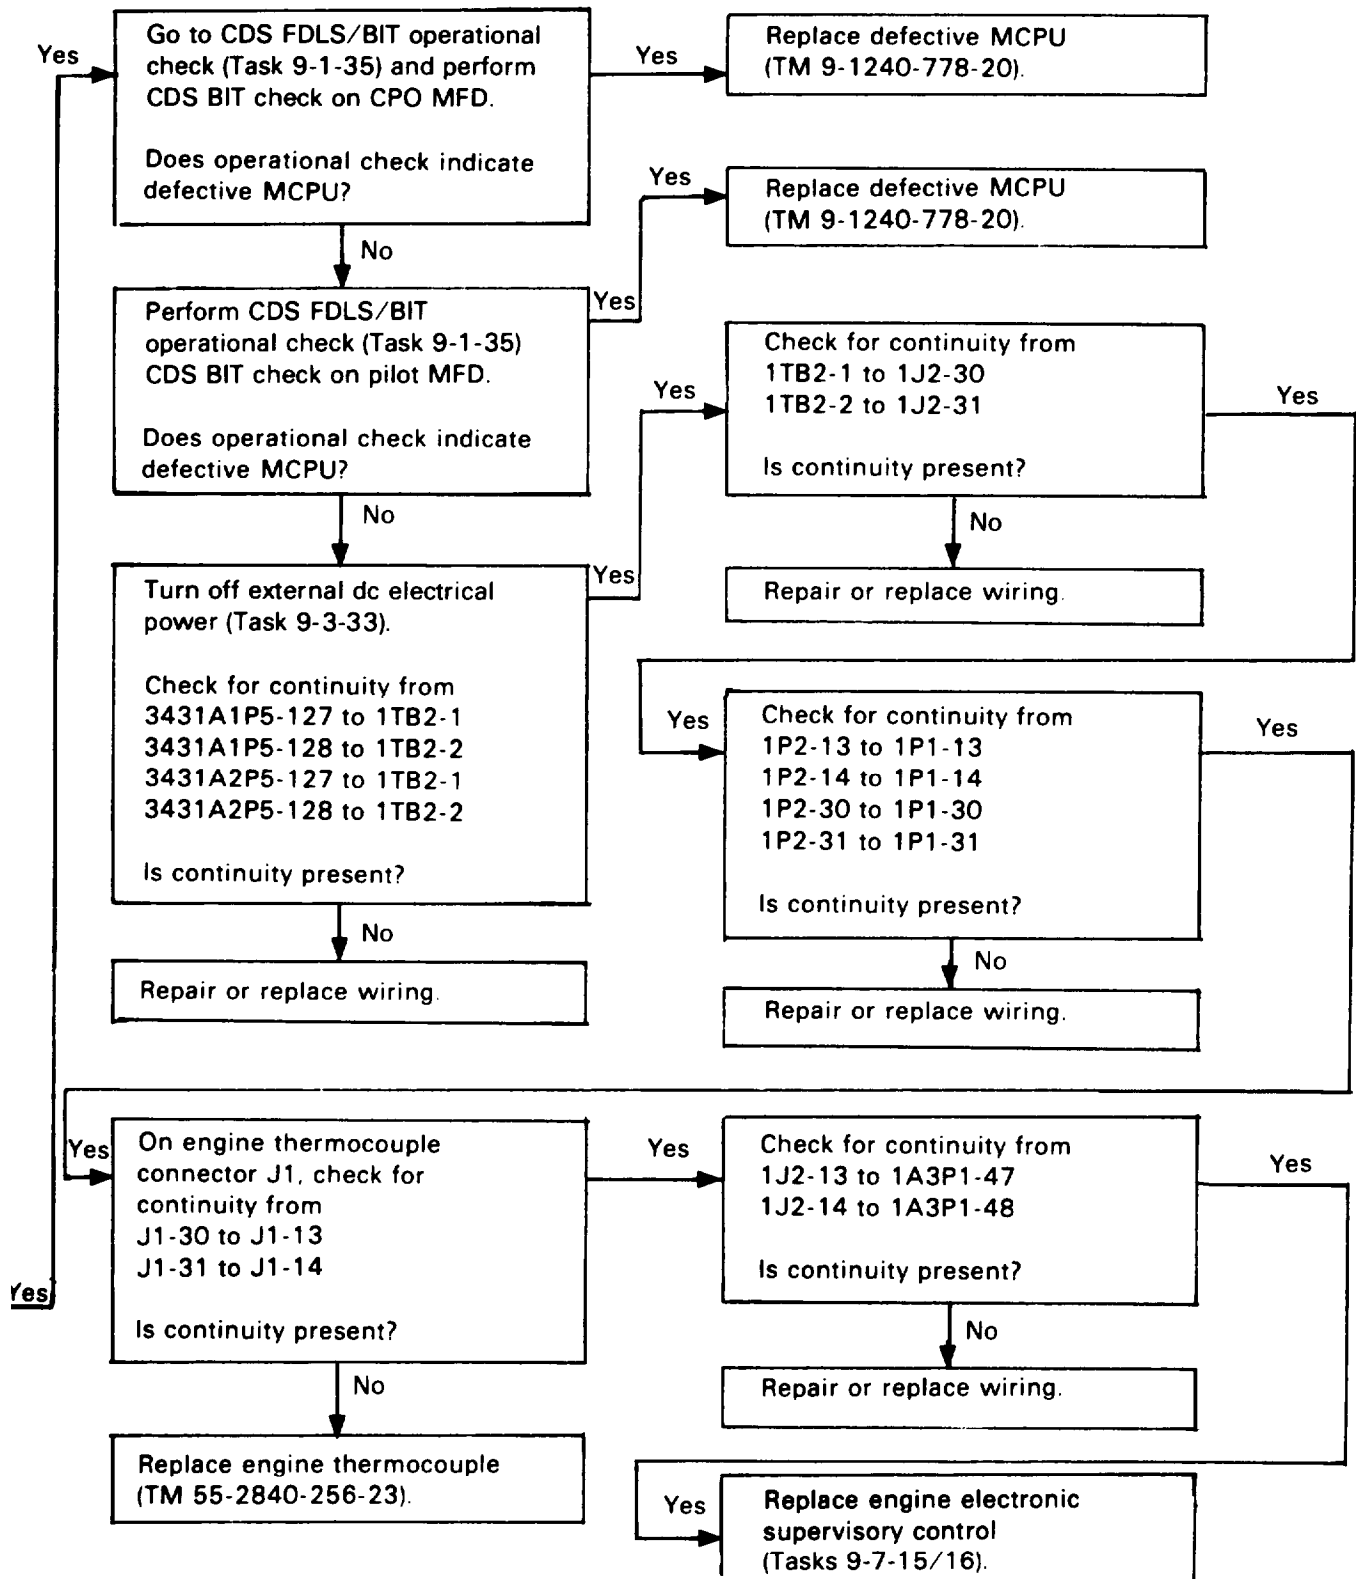 Yes
Go to CDS FDLS/BIT operational
check (Task 9-1-35) and perform
CDS BIT check on CPO MFD.
Does operational check indicate
defective MCPU?
Yes
Replace defective MCPU
(TM 9-1240-778-20).
No
Perform CDS FDLS/BIT
operational check (Task 9-1-35)
CDS BIT check on pilot MFD.
Does operational check indicate
defective MCPU?
Yes
Yes
Replace defective MCPU
(TM 9-1240-778-20).
No
Turn off external dc electrical
power (Task 9-3-33).
Check for continuity from
3431A1P5-127 to 1TB2-1
3431A1P5-128 to 1TB2-2
3431A2P5-127 to 1TB2-1
3431A2P5-128 to 1TB2-2
Is continuity present?
No
Repair or replace wiring.
Yes
Yes
Check for continuity from
1TB2-1 to 1J2-30
1TB2-2 to 1J2-31
Is continuity present?
Yes
No
Repair or replace wiring.
Yes
Check for continuity from
1P2-13 to 1P1-13
1P2-14 to 1P1-14
1P2-30 to 1P1-30
1P2-31 to 1P1-31
Is continuity present?
Yes
No
Repair or replace wiring.
Yes
On engine thermocouple
connector J1, check for
continuity from
J1-30 to J1-13
J1-31 to J1-14
Is continuity present?
Yes
No
Replace engine thermocouple
(TM 55-2840-256-23).
Yes
Check for continuity from
1J2-13 to 1A3P1-47
1J2-14 to 1A3P1-48
Is continuity present?
Yes
No
Repair or replace wiring.
Yes
Replace engine electronic
supervisory control
(Tasks 9-7-15/16).